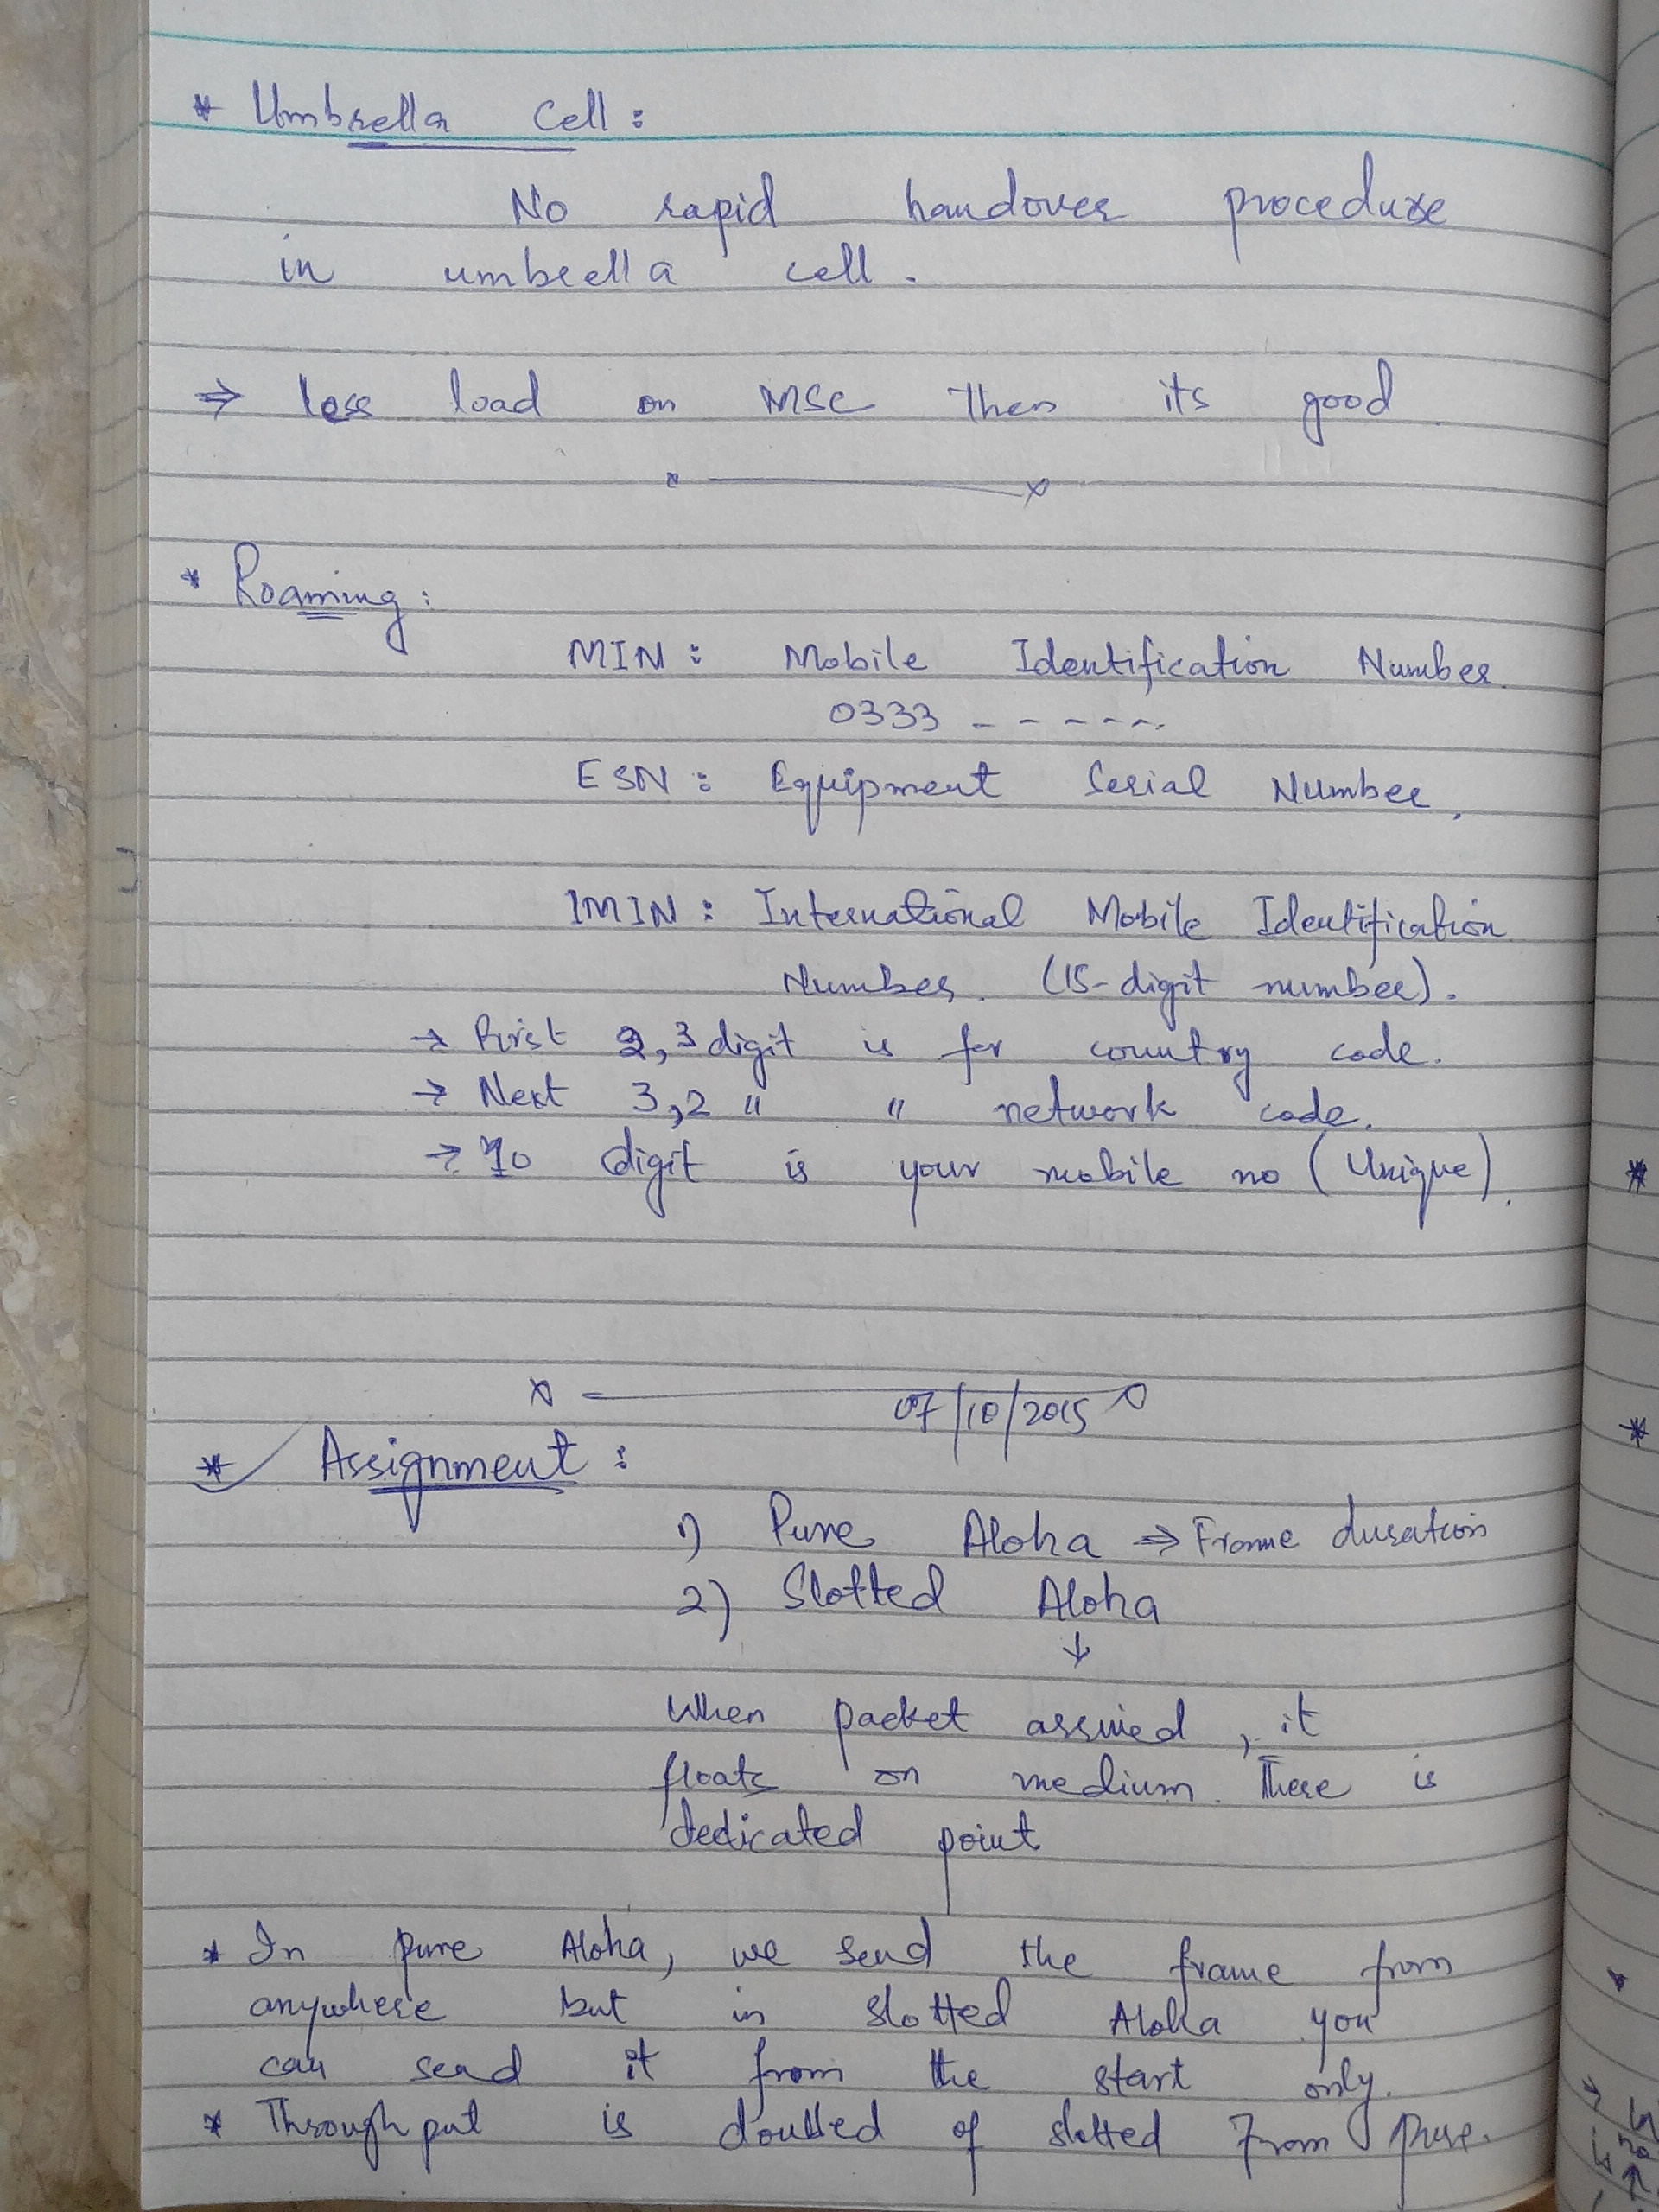 * Umbrella Cell:
No rapid handover procedure
in umbrella cell.
⇒ less load on MSC then its good
x ——— x
* Roaming:
MIN: Mobile Identification Number.
0333 - - - - - -
ESN: Equipment Serial Number.
IMIN: International Mobile Identification
Number. (15-digit number).
→ First 2,3 digit is for country code.
→ Next 3,2 " " network code.
→ 10 digit is your mobile no (Unique).
x ———
07/10/2015
* Assignment:
1) Pure Aloha ⇒ Frame duration
2) Slotted Aloha
↓
When packet arrived, it
floats on medium. There is
dedicated point
* In pure Aloha, we send the frame from
anywhere but in slotted Aloha you
can send it from the start only.
* Throughput is doubled of slotted from pure.